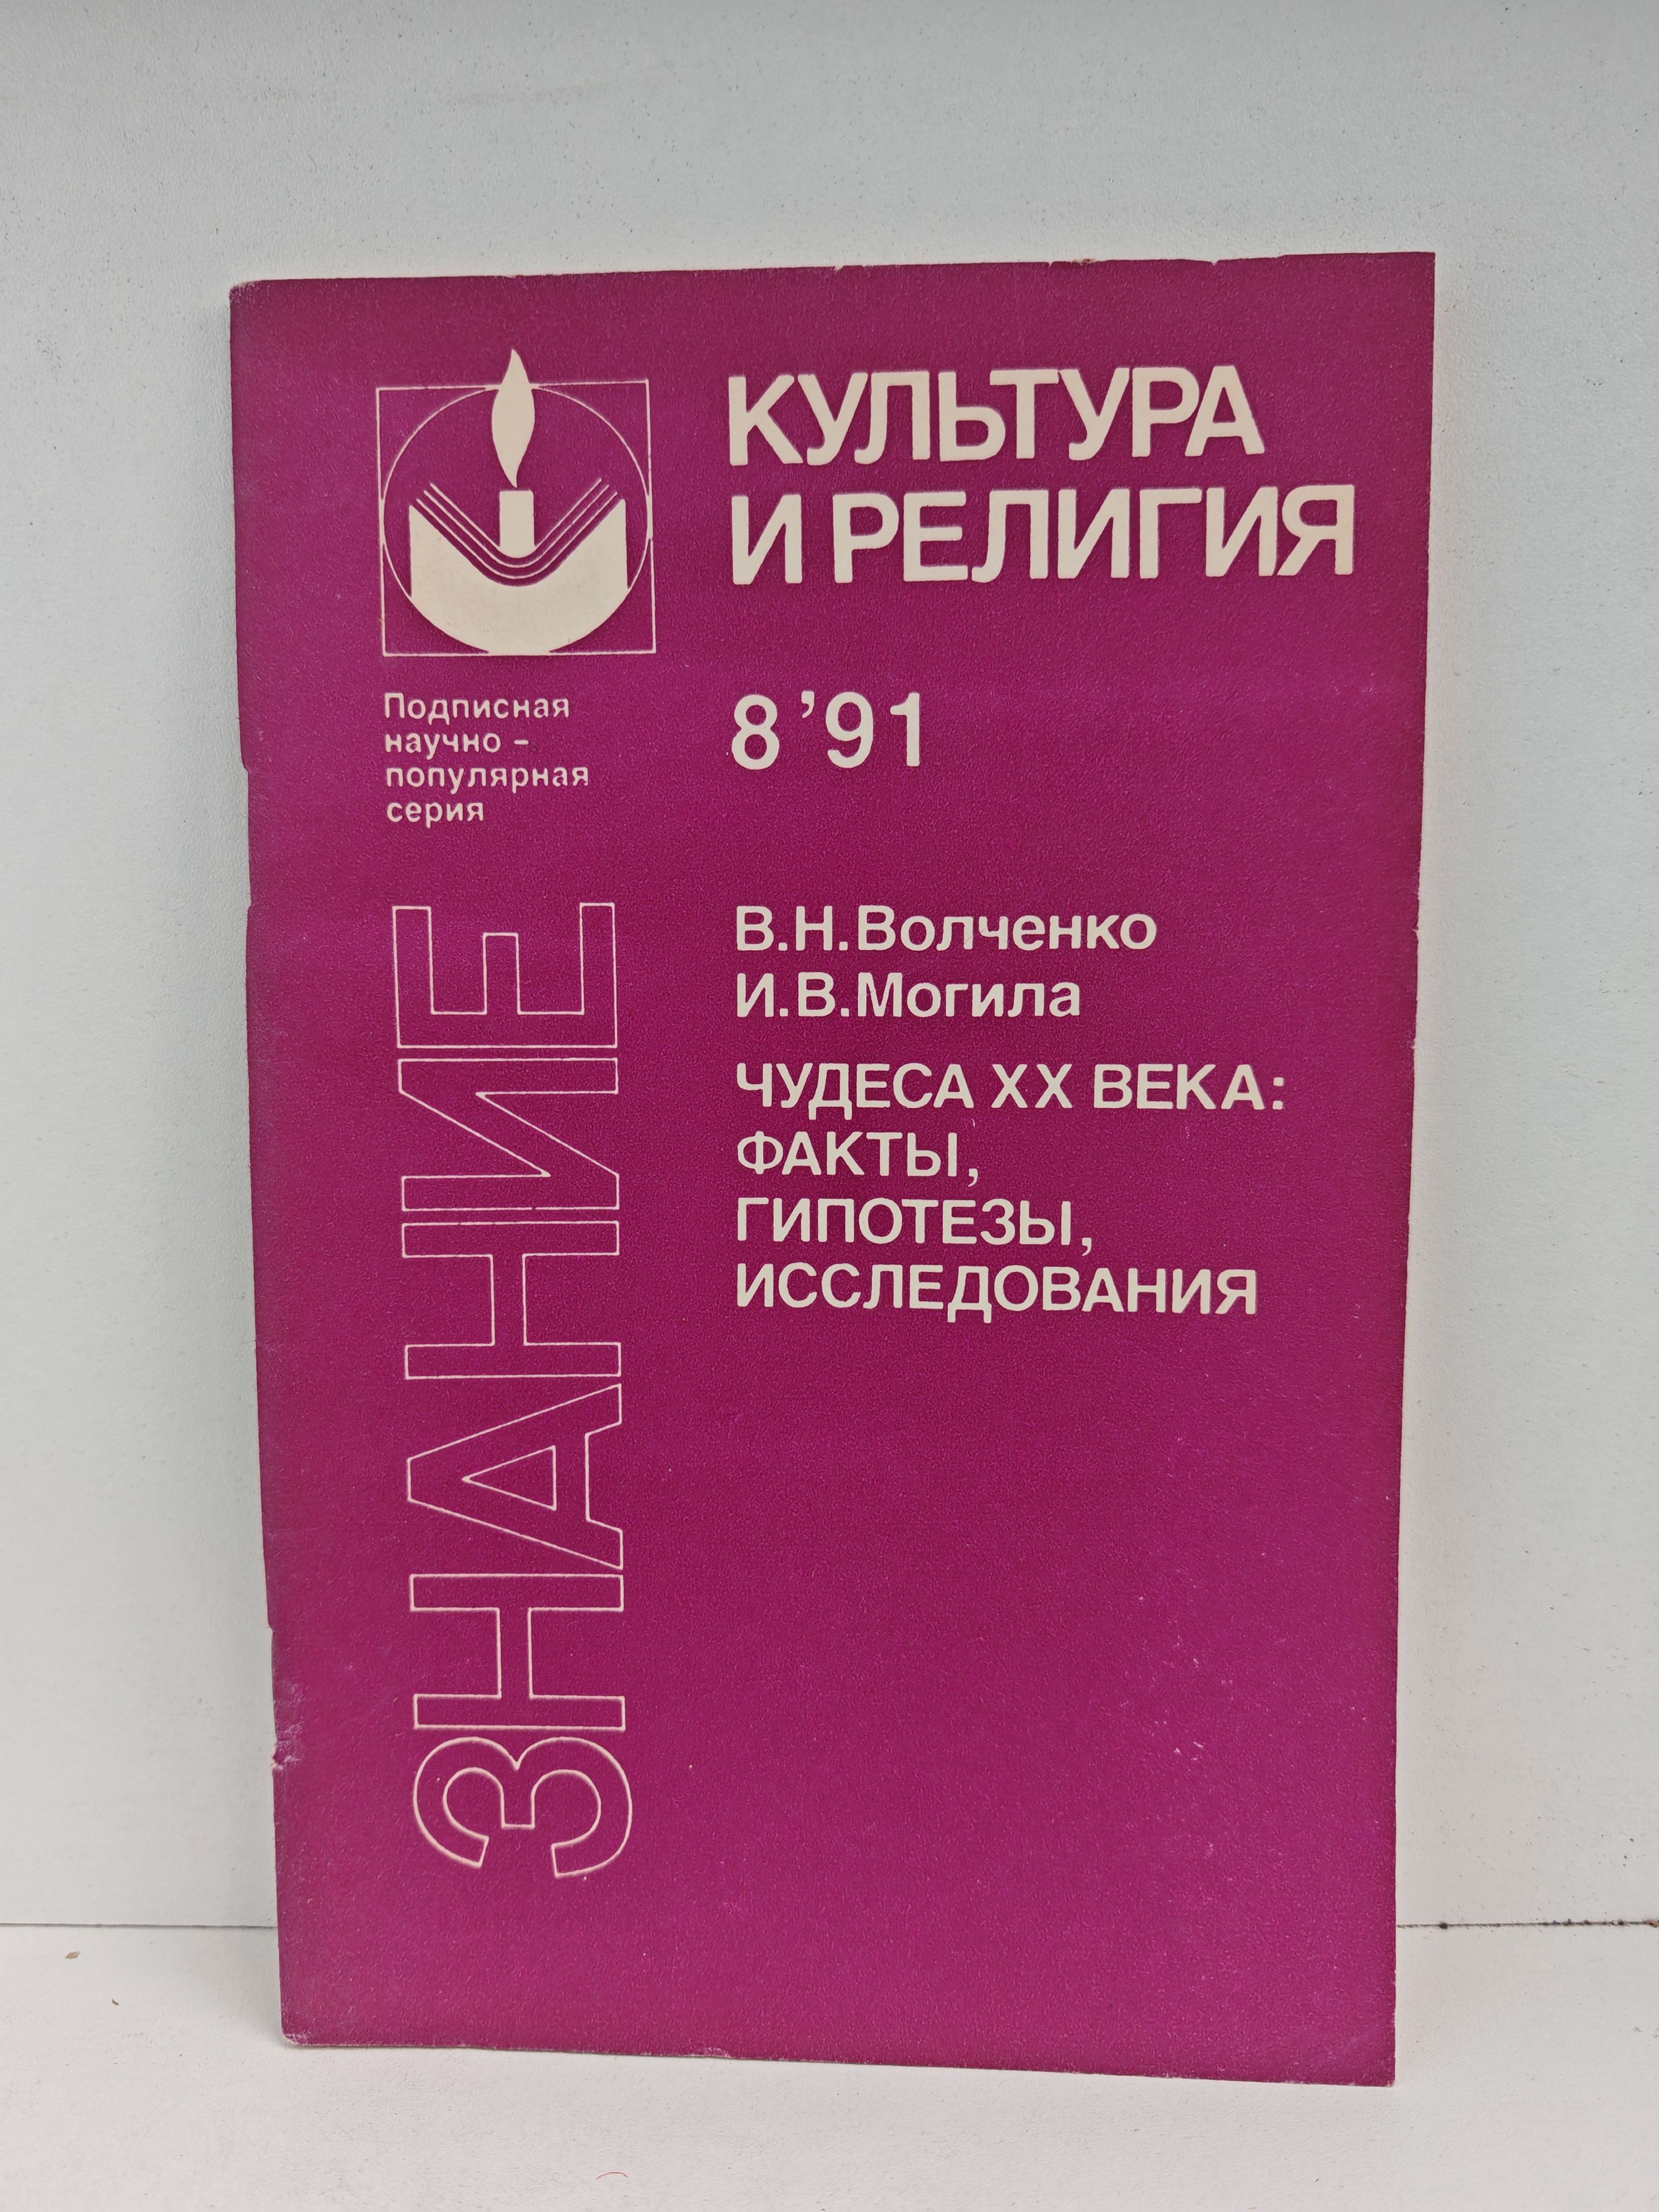 КУЛЬТУРА
И РЕЛИГИЯ
Подписная
научно -
популярная
серия
8'91
ЗНАНИЕ
В.Н.Волченко
И.В.Могила
ЧУДЕСА XX ВЕКА:
ФАКТЫ,
ГИПОТЕЗЫ,
ИССЛЕДОВАНИЯ